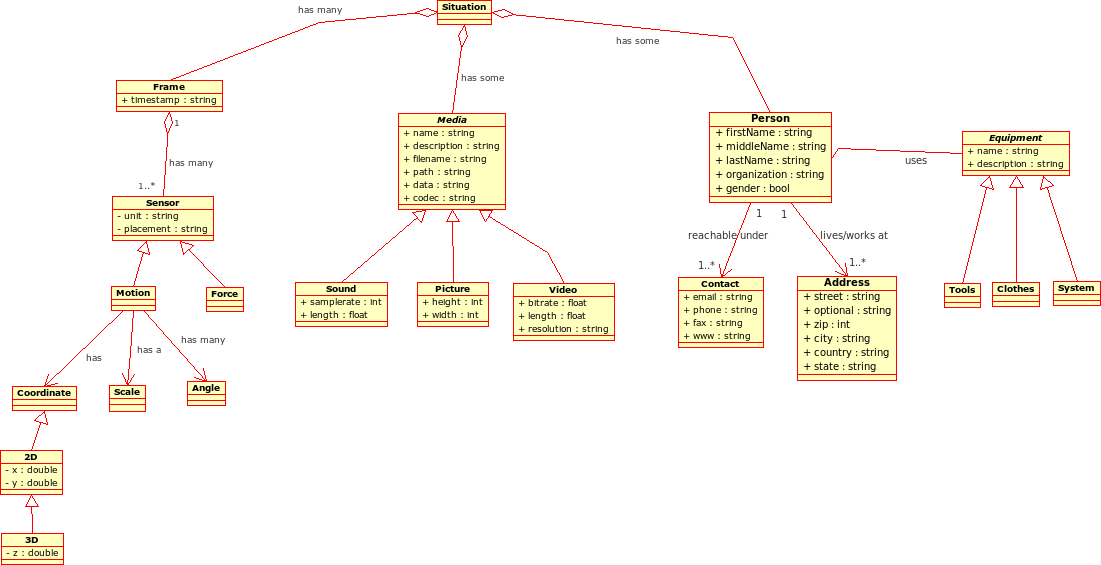 Situation
has many
has some
has some
Frame
+ timestamp : string
1
has many
1..*
Sensor
- unit : string
- placement : string
Media
+ name : string
+ description : string
+ filename : string
+ path : string
+ data : string
+ codec : string
Person
+ firstName : string
+ middleName : string
+ lastName : string
+ organization : string
+ gender : bool
uses
Equipment
+ name : string
+ description : string
1
1
reachable under
lives/works at
1..*
1..*
Motion
Force
Sound
+ samplerate : int
+ length : float
Picture
+ height : int
+ width : int
Video
+ bitrate : float
+ length : float
+ resolution : string
Contact
+ email : string
+ phone : string
+ fax : string
+ www : string
Address
+ street : string
+ optional : string
+ zip : int
+ city : string
+ country : string
+ state : string
Tools
Clothes
System
has
has a
has many
Coordinate
Scale
Angle
2D
- x : double
- y : double
3D
- z : double